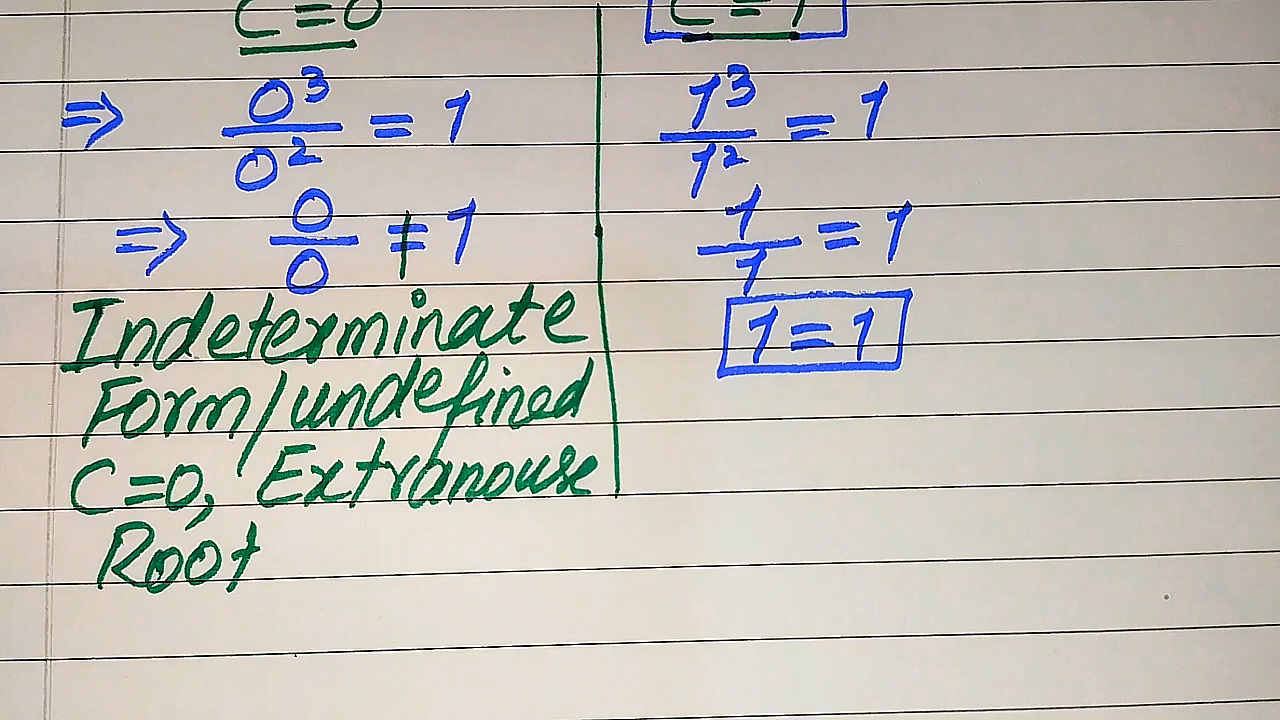 C=0
⇒ 0³/0² = 1
⇒ 0/0 ≠ 1
Indeterminate
Form/undefined
C=0, Extranouse
Root
C=1
1³/1² = 1
1/1 = 1
1=1